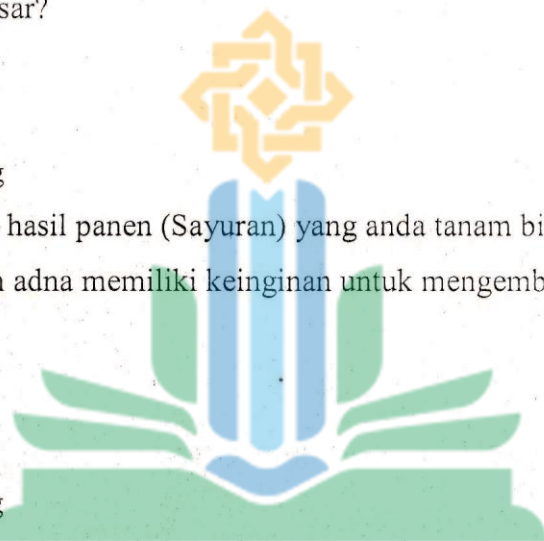 sar?
g
hasil panen (Sayuran) yang anda tanam bi
n adna memiliki keinginan untuk mengemb
g